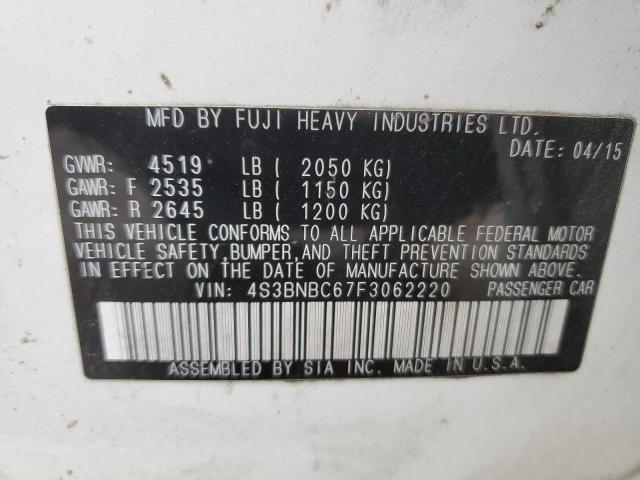 MFD BY FUJI HEAVY INDUSTRIES LTD.
DATE: 04/15
GVWR: 4519 LB ( 2050 KG)
GAWR: F 2535 LB ( 1150 KG)
GAWR: R 2645 LB ( 1200 KG)
THIS VEHICLE CONFORMS TO ALL APPLICABLE FEDERAL MOTOR
VEHICLE SAFETY,BUMPER,AND THEFT PREVENTION STANDARDS
IN EFFECT ON THE DATE OF MANUFACTURE SHOWN ABOVE.
VIN: 4S3BNBC67F3062220 PASSENGER CAR
ASSEMBLED BY SIA INC. MADE IN U.S.A.